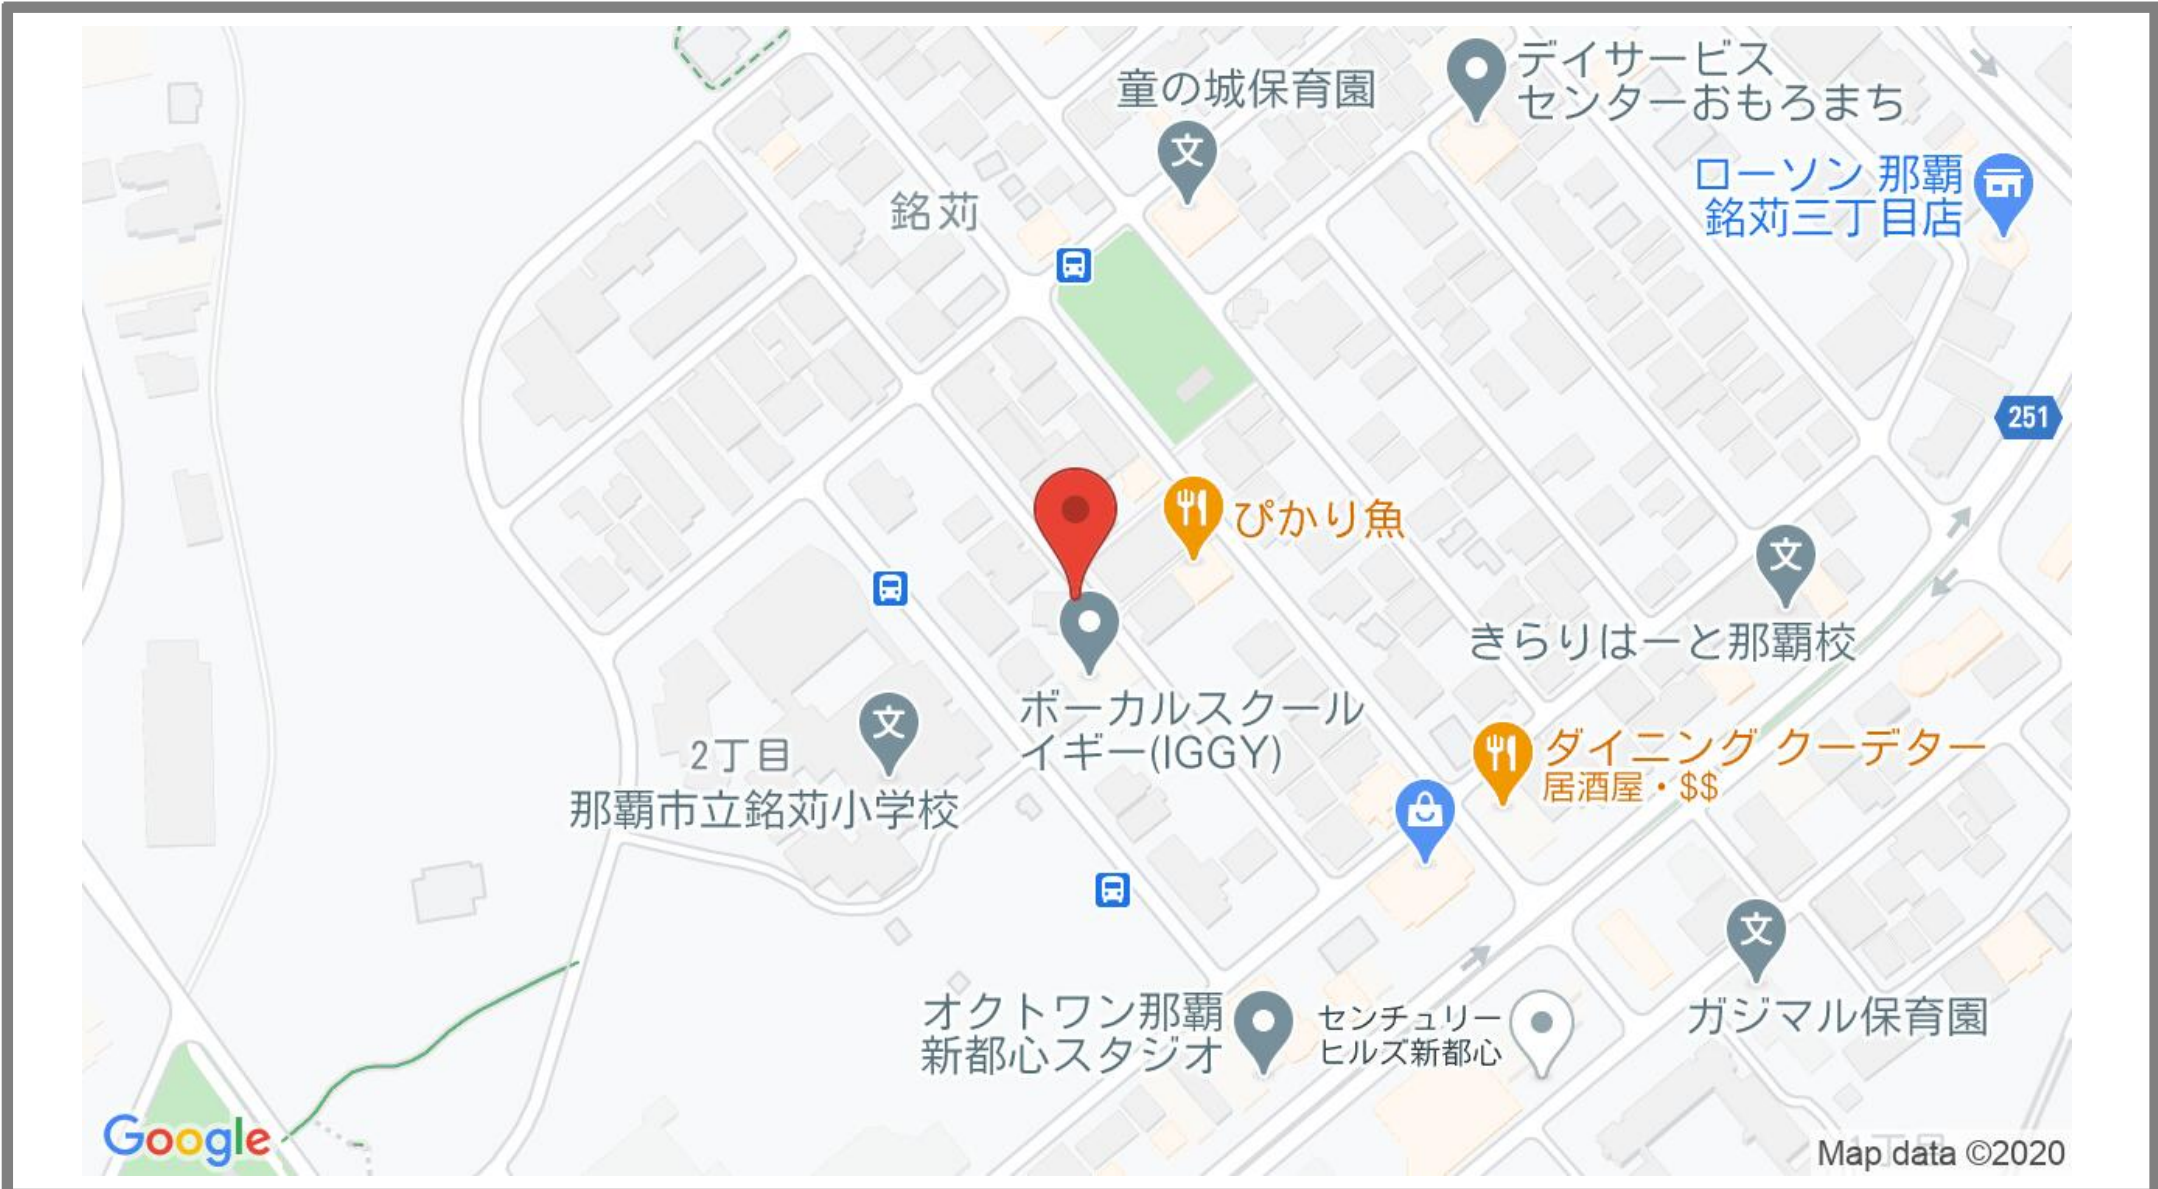 童の城保育園
文
デイサービス
センターおもろまち
ローソン 那覇
銘苅三丁目店
銘苅
251
ぴかり魚
文
きらりはーと那覇校
ボーカルスクール
イギー(IGGY)
文
2丁目
那覇市立銘苅小学校
ダイニング クーデター
居酒屋・$$
文
ガジマル保育園
オクトワン那覇
新都心スタジオ
センチュリー
ヒルズ新都心
Google
Map data ©2020